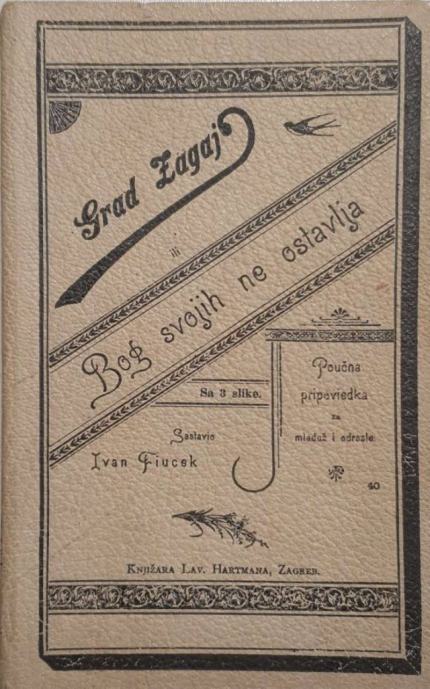 Grad Zagaj
ili
Bog svojih ne ostavlja
Sa 3 slike.
Sastavio
Ivan Fiucek
Poučna
pripoviedka
za
mladež i odrasle
40
Knjižara Lav. Hartmana, Zagreb.